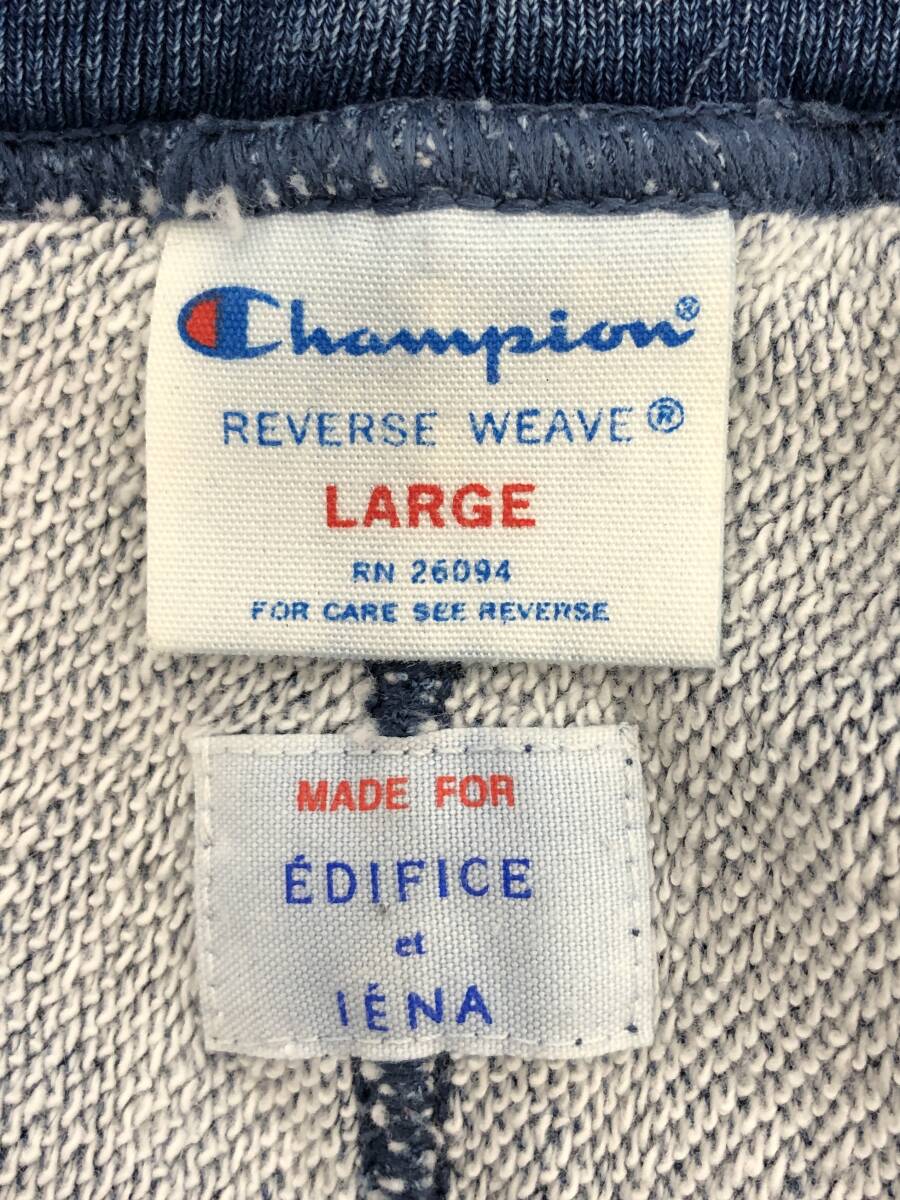 Champion®
REVERSE WEAVE®
LARGE
RN 26094
FOR CARE SEE REVERSE
MADE FOR
ÉDIFICE
et
IÉNA